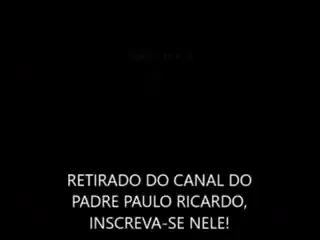 RETIRADO DO CANAL DO
PADRE PAULO RICARDO,
INSCREVA-SE NELE!